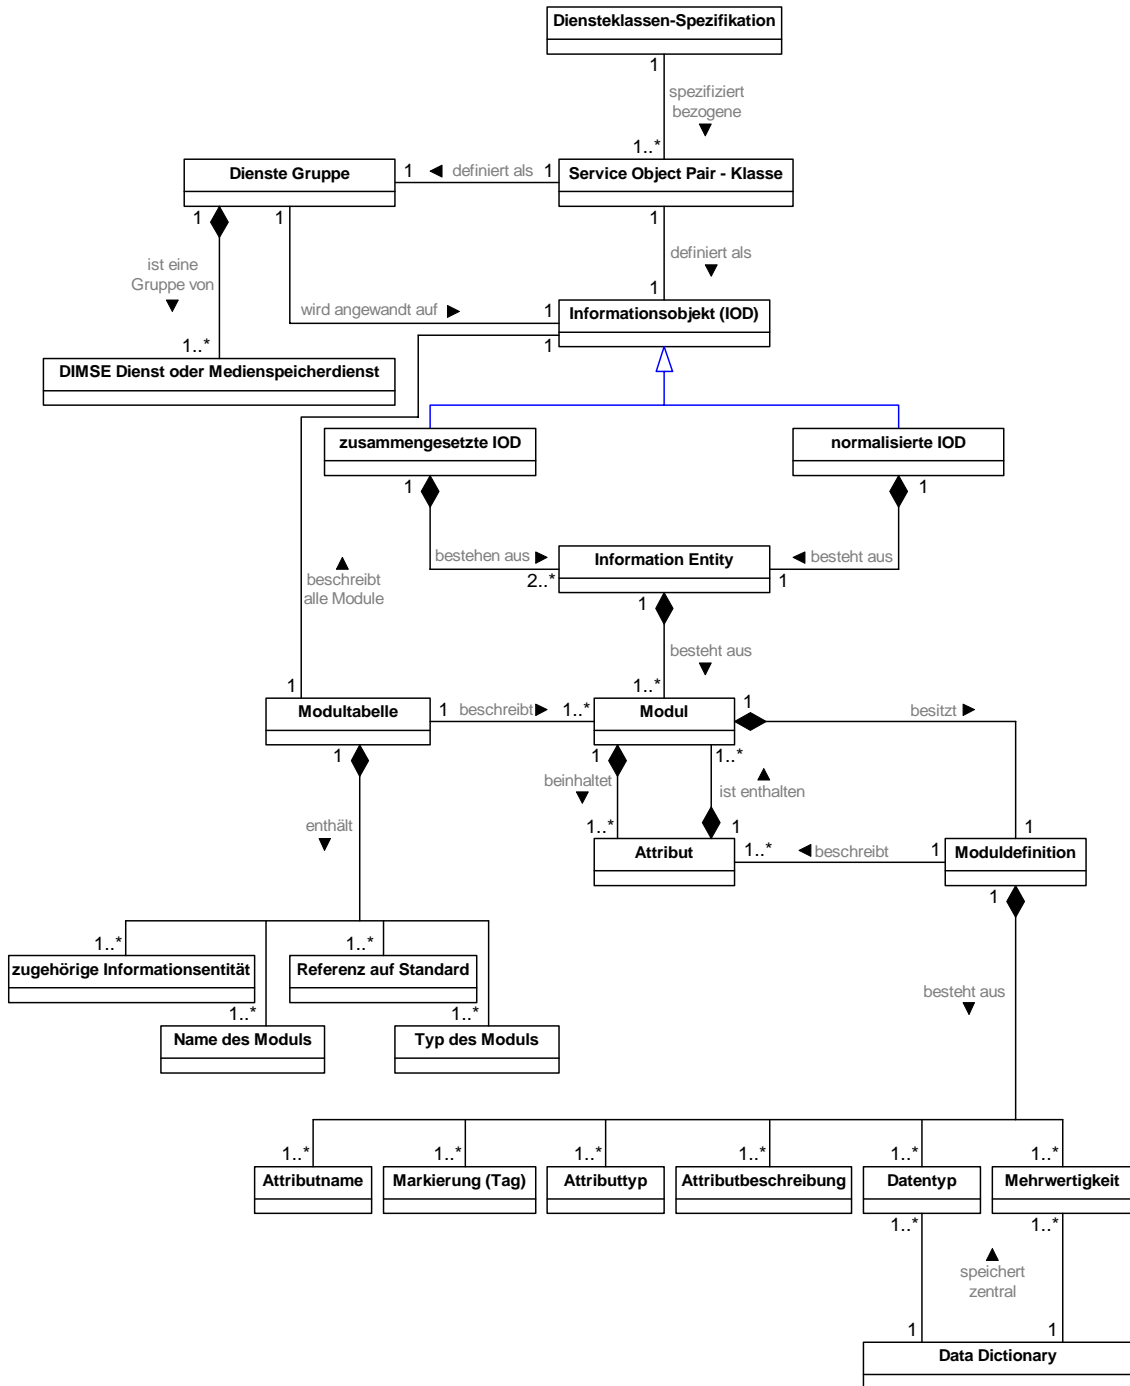 Diensteklassen-Spezifikation
1
spezifiziert
bezogene
1..*
Dienste Gruppe
1
definiert als
1
Service Object Pair - Klasse
1
1
1
ist eine
Gruppe von
definiert als
1
wird angewandt auf
1
Informationsobjekt (IOD)
1..*
1
DIMSE Dienst oder Medienspeicherdienst
zusammengesetzte IOD
normalisierte IOD
1
1
bestehen aus
Information Entity
besteht aus
2..*
1
beschreibt
alle Module
1
besteht aus
1..*
1
Modultabelle
1
beschreibt
1..*
Modul
1
besitzt
1
1
1..*
beinhaltet
ist enthalten
enthält
1..*
1
1
Attribut
1..*
beschreibt
1
Moduldefinition
1
1..*
1..*
zugehörige Informationsentität
Referenz auf Standard
besteht aus
1..*
1..*
Name des Moduls
Typ des Moduls
1..*
1..*
1..*
1..*
1..*
1..*
Attributname
Markierung (Tag)
Attributtyp
Attributbeschreibung
Datentyp
Mehrwertigkeit
1..*
1..*
speichert
zentral
1
1
Data Dictionary